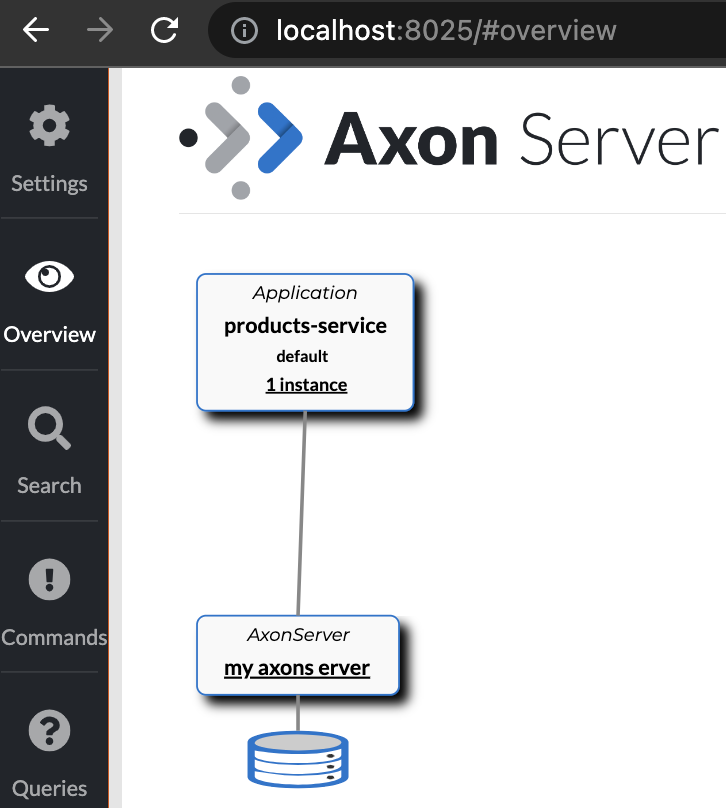 localhost:8025/#overview
Axon Server
Settings
Overview
Search
Commands
Queries
Application
products-service
default
1 instance
AxonServer
my axons erver